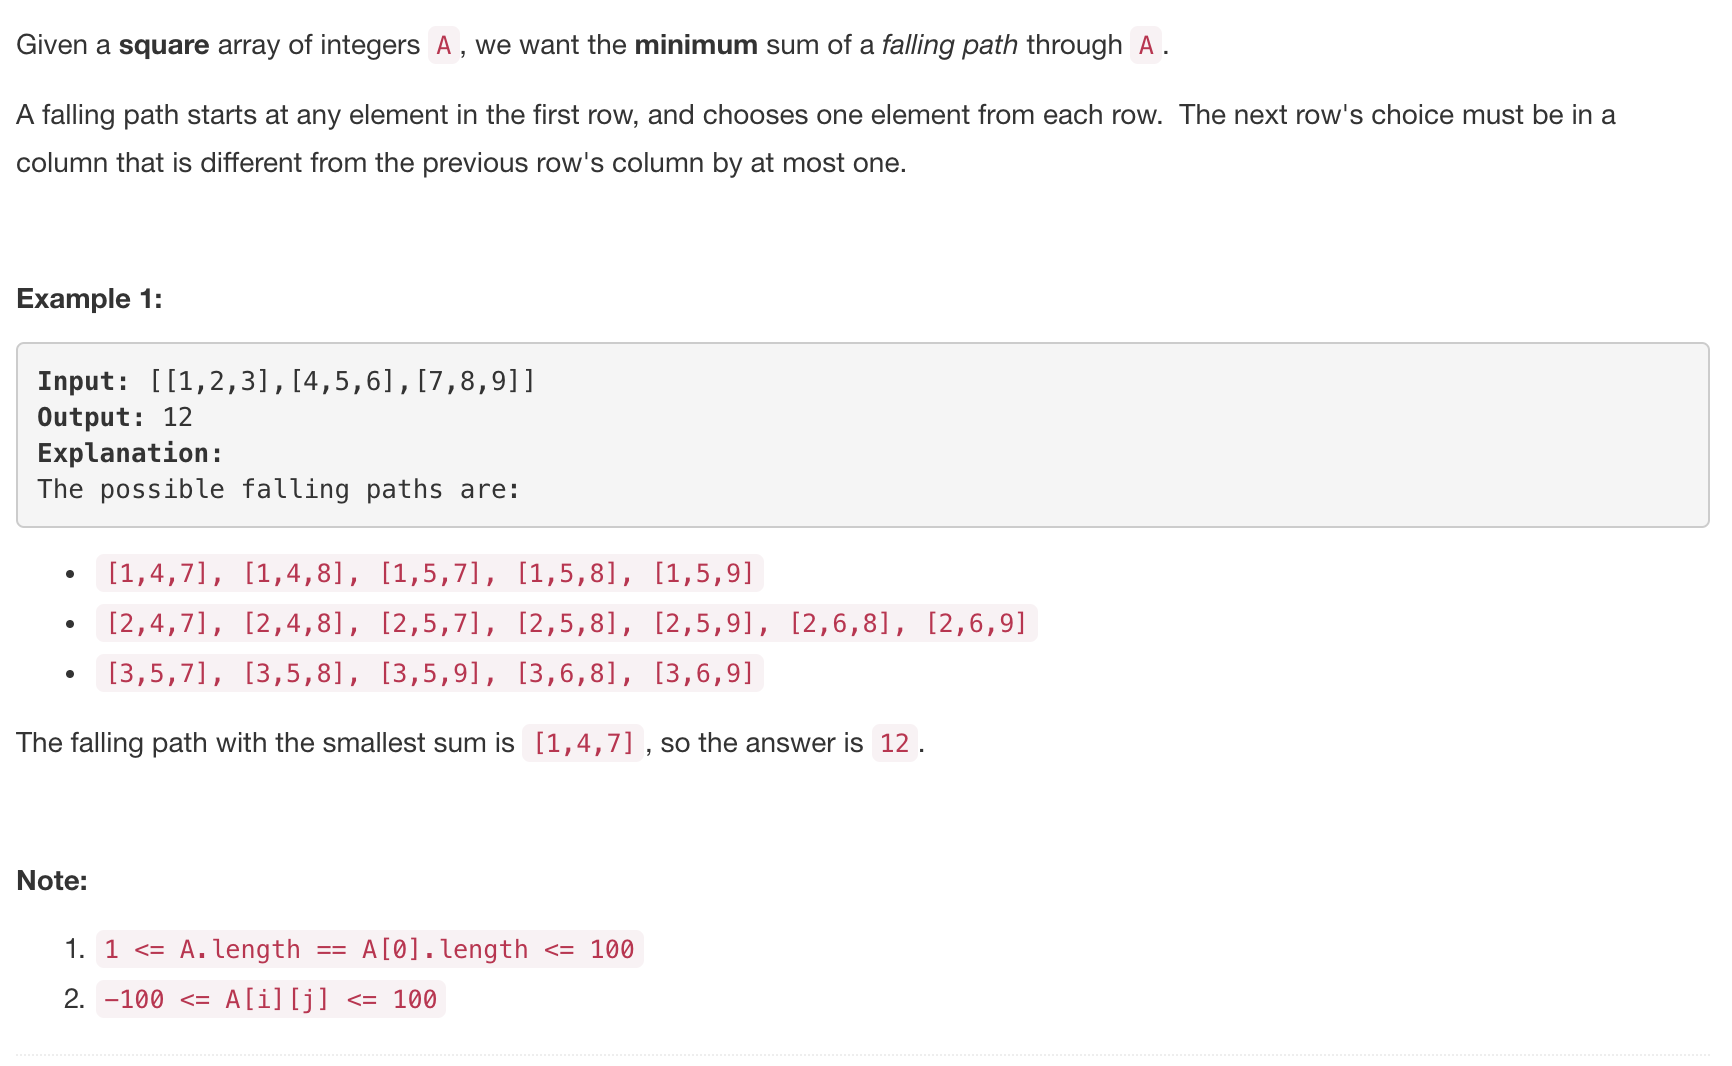 Given a square array of integers A, we want the minimum sum of a falling path through A.
A falling path starts at any element in the first row, and chooses one element from each row. The next row's choice must be in a
column that is different from the previous row's column by at most one.
Example 1:
Input: [[1,2,3],[4,5,6],[7,8,9]]
Output: 12
Explanation:
The possible falling paths are:
• [1,4,7], [1,4,8], [1,5,7], [1,5,8], [1,5,9]
• [2,4,7], [2,4,8], [2,5,7], [2,5,8], [2,5,9], [2,6,8], [2,6,9]
• [3,5,7], [3,5,8], [3,5,9], [3,6,8], [3,6,9]
The falling path with the smallest sum is [1,4,7], so the answer is 12.
Note:
1. 1 <= A.length == A[0].length <= 100
2. -100 <= A[i][j] <= 100